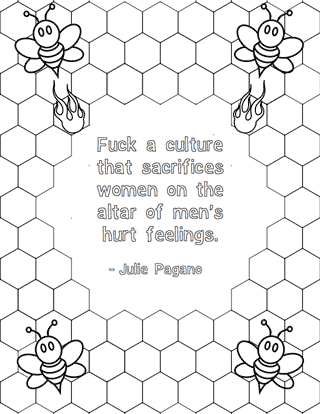 Fuck a culture
that sacrifices
women on the
altar of men's
hurt feelings.
- Julie Pagano